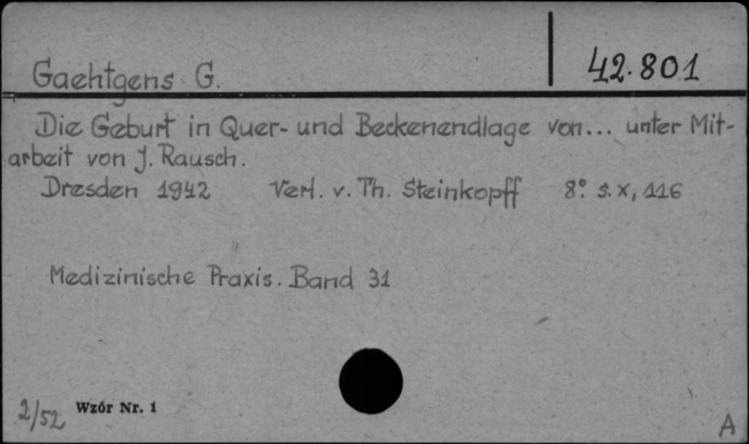 Gaehtgens G.
42.801
Die Geburt in Quer- und Beckenendlage von... unter Mit-
arbeit von J. Rausch.
Dresden 1942 Verl. v. Th. Steinkopff 8° s. x, 116
Medizinische Praxis. Band 31
2/52 Wzór Nr. 1
A